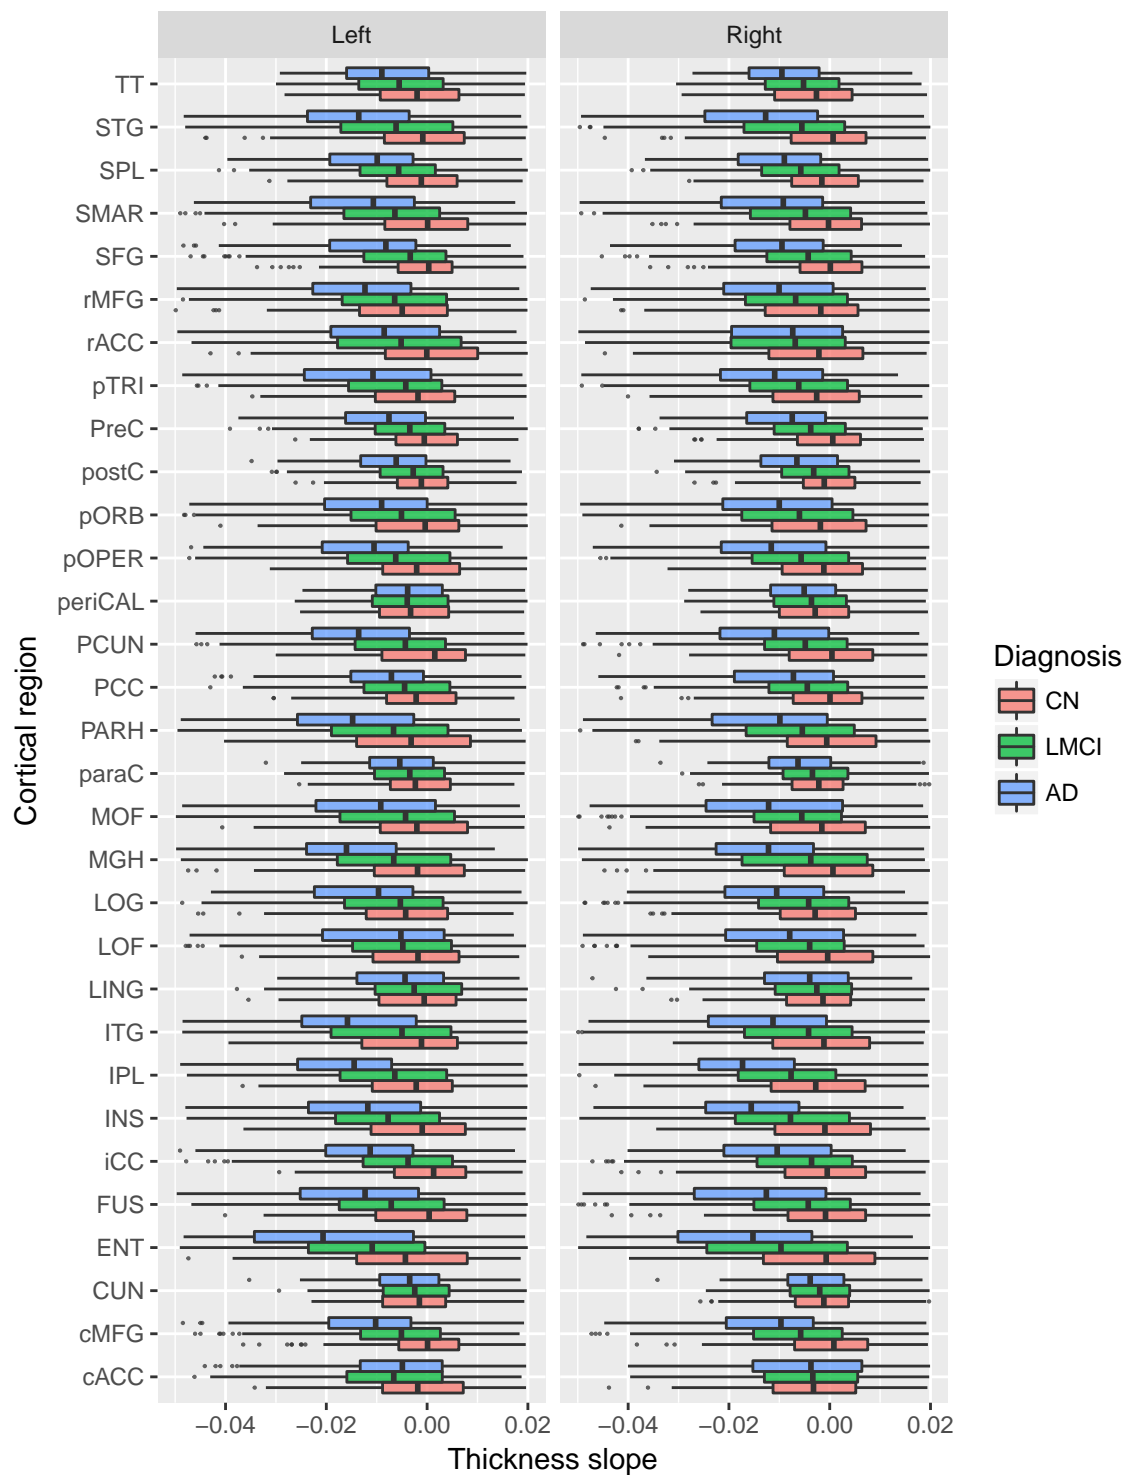 Left
Right
TT
STG
SPL
SMAR
SFG
rMFG
rACC
pTRI
PreC
postC
pORB
pOPER
periCAL
PCUN
PCC
PARH
paraC
MOF
MGH
LOG
LOF
LING
ITG
IPL
INS
iCC
FUS
ENT
CUN
cMFG
cACC
Cortical region
−0.04 −0.02 0.00 0.02
−0.04 −0.02 0.00 0.02
Thickness slope
Diagnosis
CN
LMCI
AD